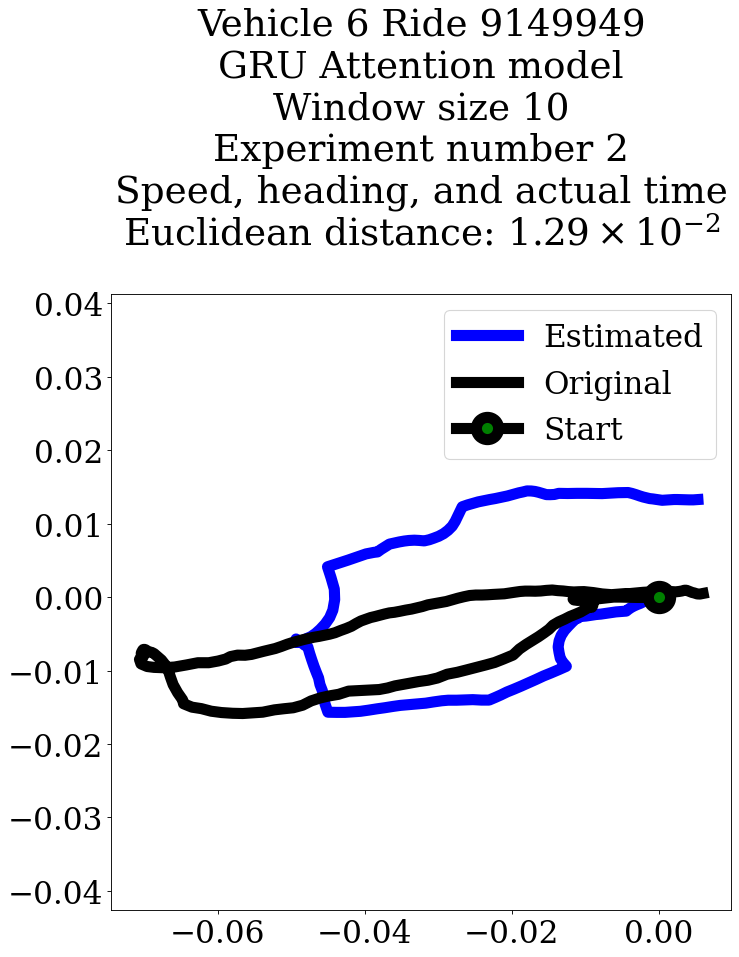 Vehicle 6 Ride 9149949
GRU Attention model
Window size 10
Experiment number 2
Speed, heading, and actual time
Euclidean distance: 1.29 × 10⁻²
Estimated
Original
Start
0.04
0.03
0.02
0.01
0.00
−0.01
−0.02
−0.03
−0.04
−0.06 −0.04 −0.02 0.00